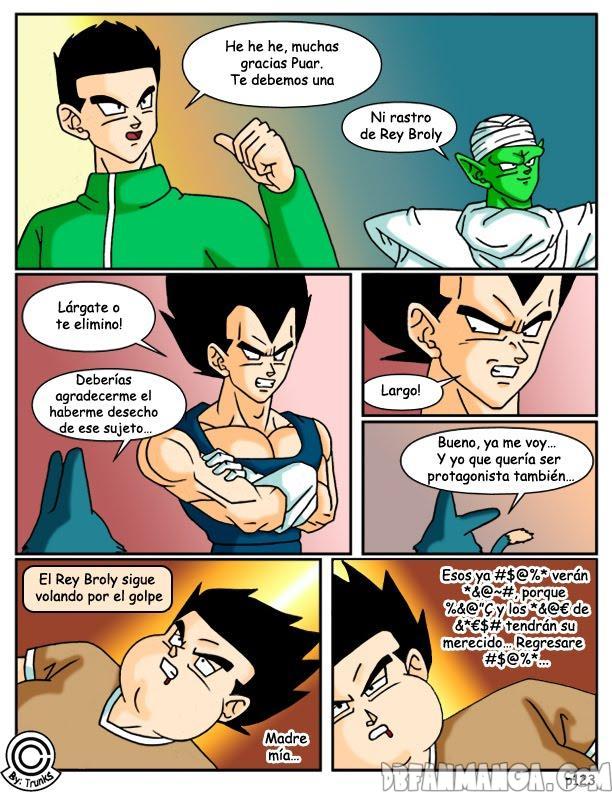 He he he, muchas
gracias Puar.
Te debemos una
Ni rastro
de Rey Broly
Lárgate o
te elimino!
Deberías
agradecerme el
haberme desecho
de ese sujeto...
Largo!
Bueno, ya me voy...
Y yo que quería ser
protagonista también...
El Rey Broly sigue
volando por el golpe
Madre
mía...
Esos ya #$@%* verán
*&@~#, porque
%&@"Ç y los *&@€ de
&*€$# tendrán su
merecido... Regresare
#$@%*...
By: Trunks
DBFANMANGA.COM
-123